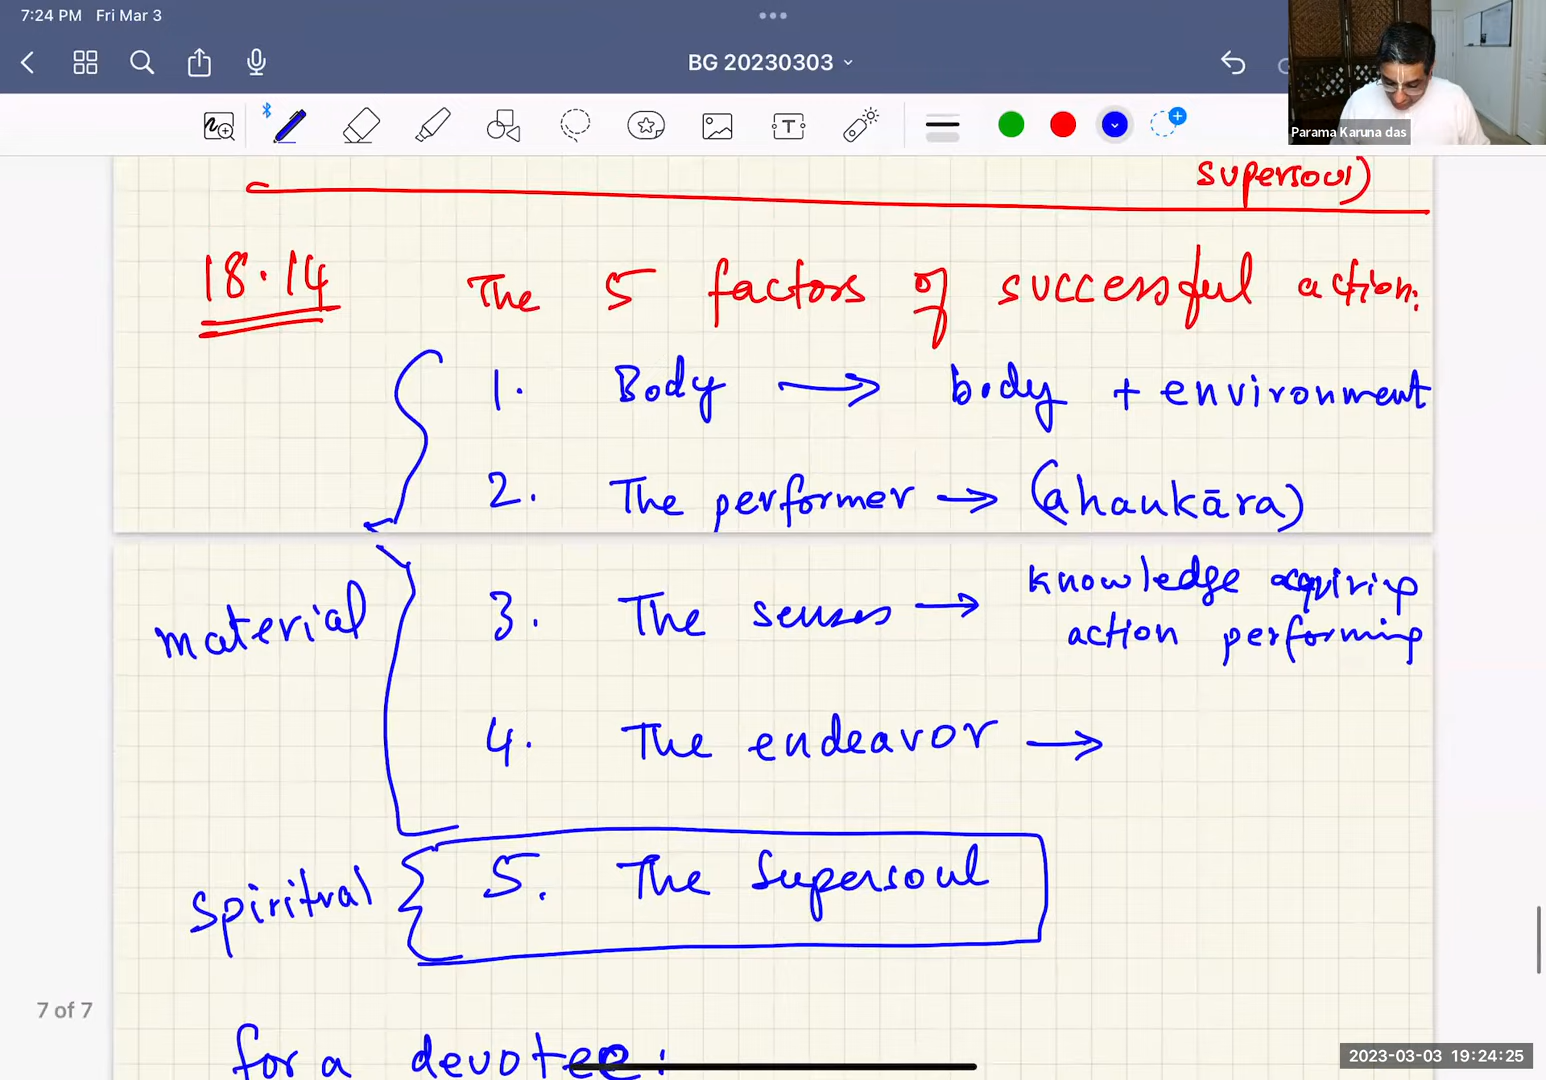 7:24 PM Fri Mar 3
BG 20230303
T
Parama Karuna das
supersoul)
18.14 The 5 factors of successful action:
1. Body → body + environment
2. The performer → (ahankāra)
material
3. The senses → knowledge acquiring
action performing
4. The endeavor →
spiritual
5. The Supersoul
7 of 7
for a devotee:
2023-03-03 19:24:25